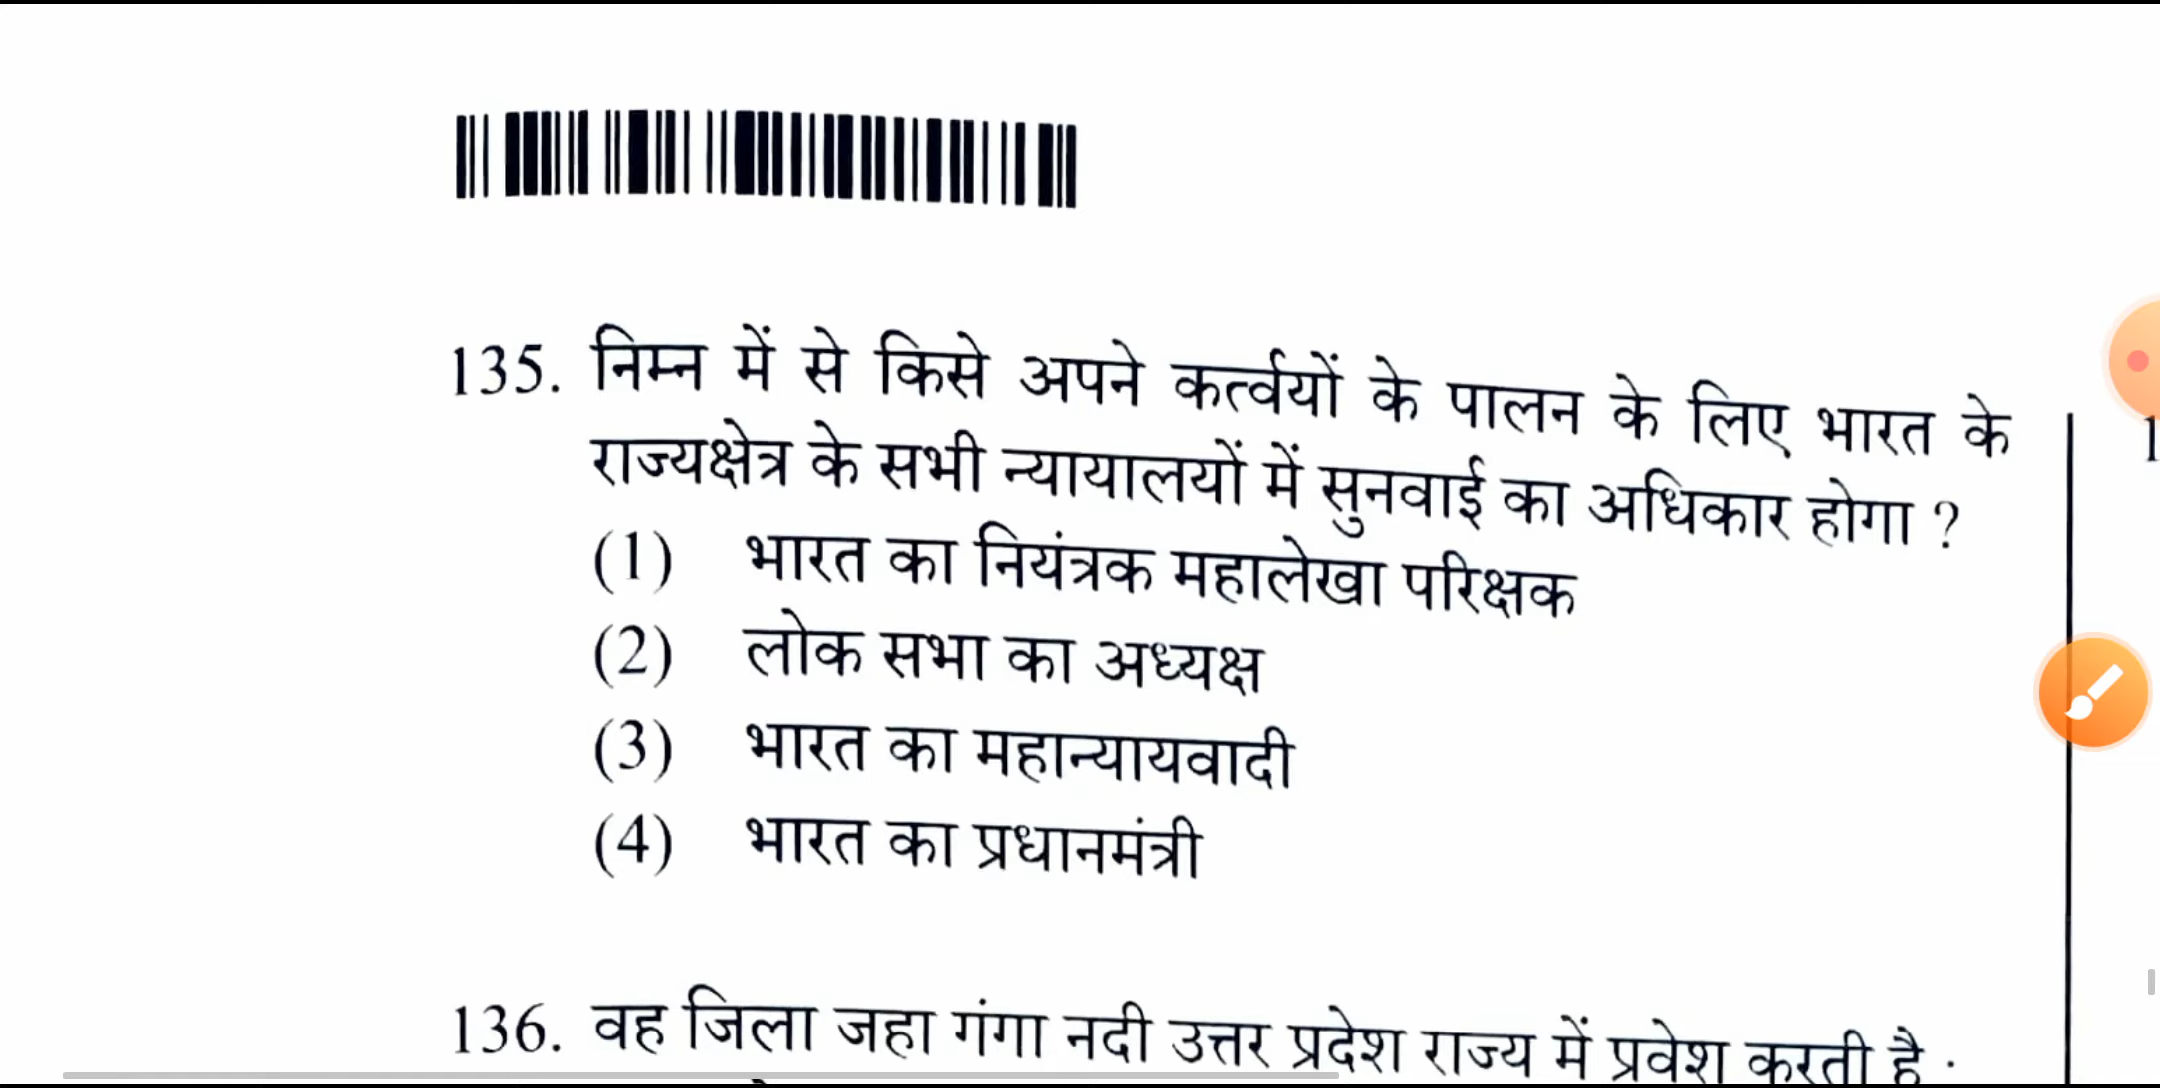 135. निम्न में से किसे अपने कर्त्वयों के पालन के लिए भारत के
राज्यक्षेत्र के सभी न्यायालयों में सुनवाई का अधिकार होगा ?
(1) भारत का नियंत्रक महालेखा परिक्षक
(2) लोक सभा का अध्यक्ष
(3) भारत का महान्यायवादी
(4) भारत का प्रधानमंत्री
136. वह जिला जहा गंगा नदी उत्तर प्रदेश राज्य में प्रवेश करती है .
1